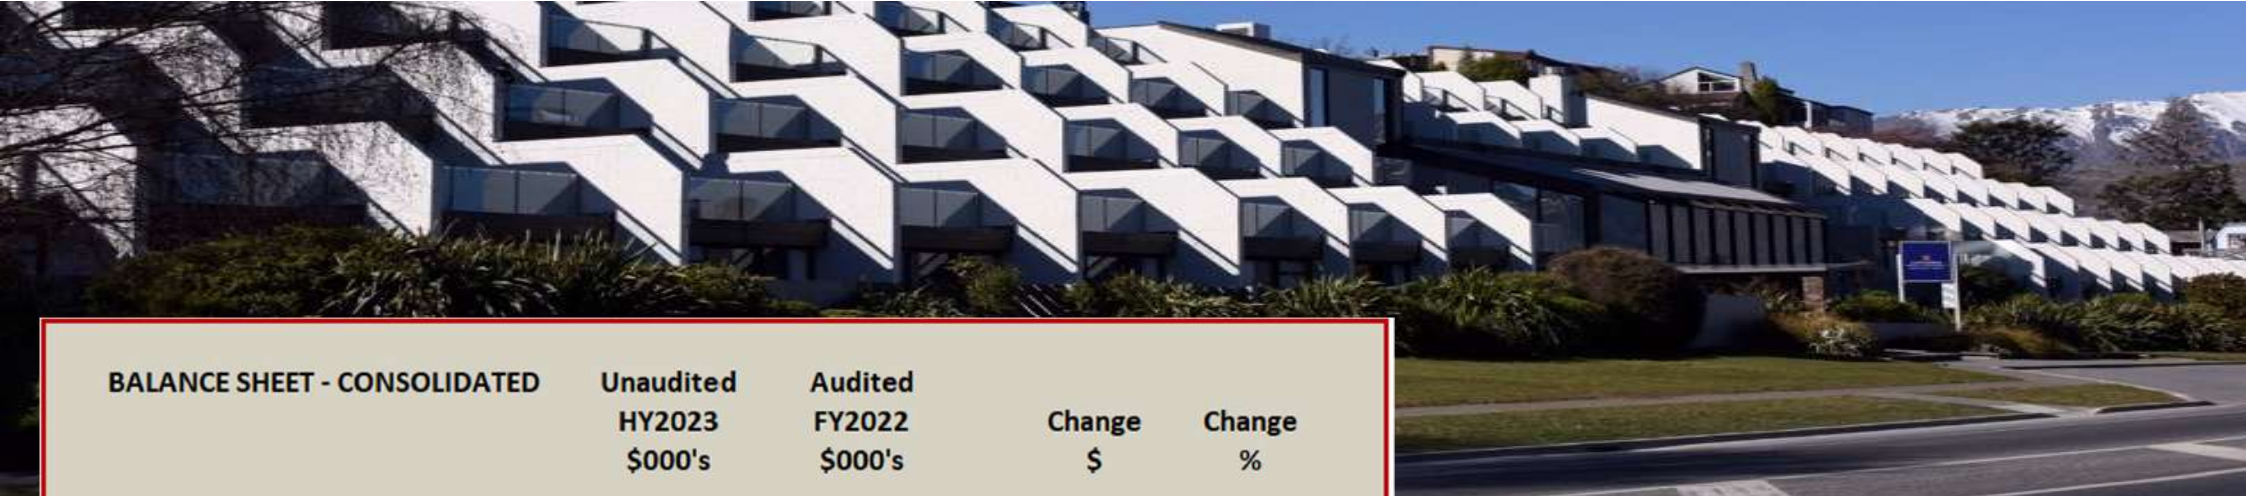 BALANCE SHEET - CONSOLIDATED Unaudited Audited
HY2023 FY2022 Change Change
$000's $000's $ %